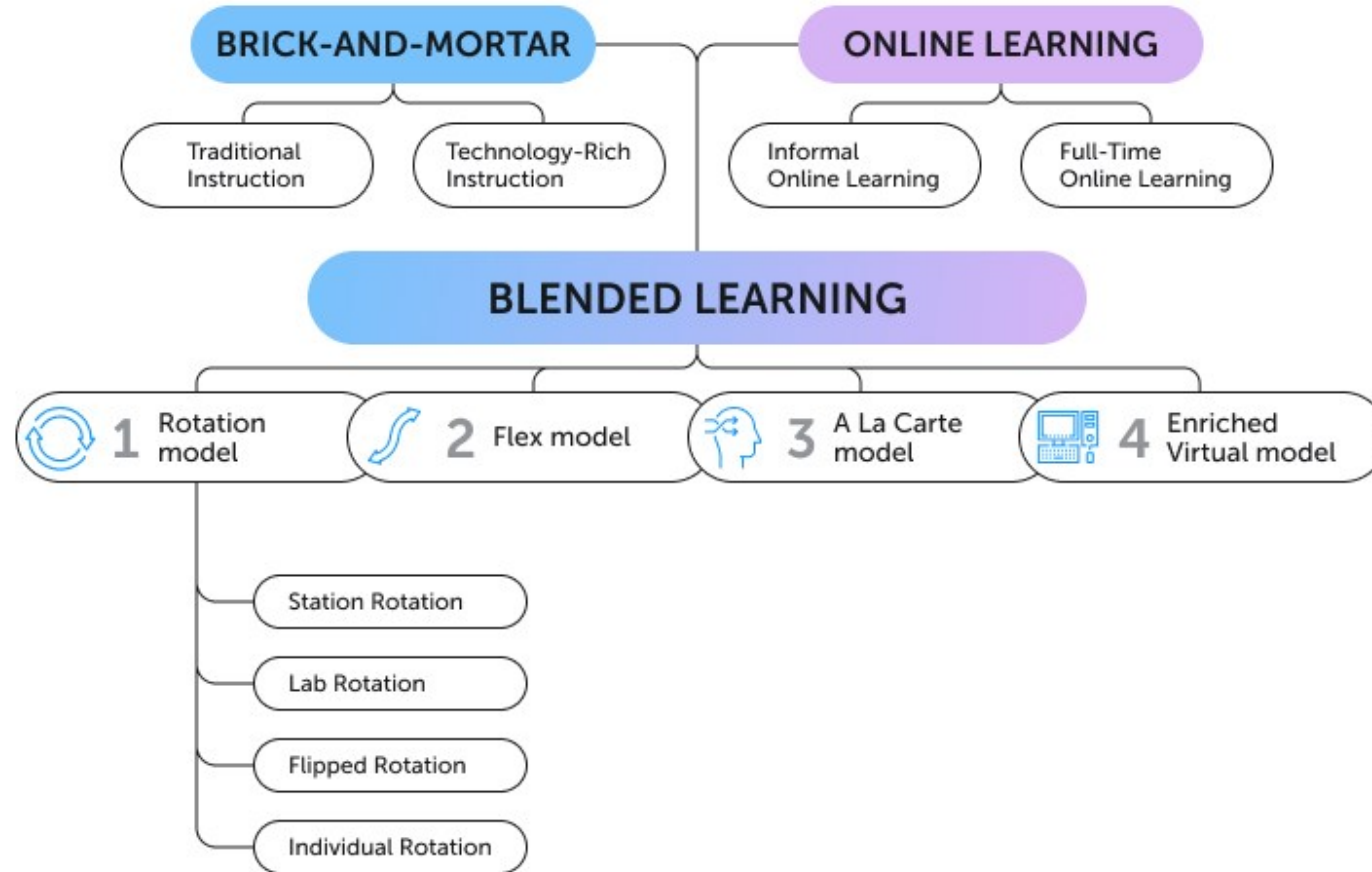 BRICK-AND-MORTAR
ONLINE LEARNING
Traditional
Instruction
Technology-Rich
Instruction
Informal
Online Learning
Full-Time
Online Learning
BLENDED LEARNING
1 Rotation
model
2 Flex model
3 A La Carte
model
4 Enriched
Virtual model
Station Rotation
Lab Rotation
Flipped Rotation
Individual Rotation